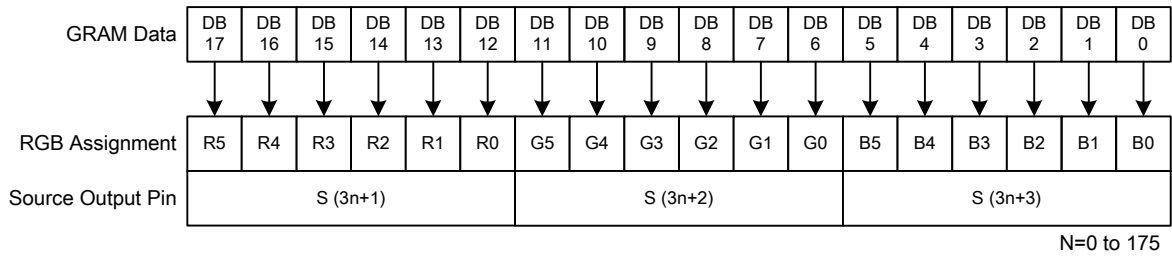 GRAM Data DB 17 DB 16 DB 15 DB 14 DB 13 DB 12 DB 11 DB 10 DB 9 DB 8 DB 7 DB 6 DB 5 DB 4 DB 3 DB 2 DB 1 DB 0
RGB Assignment R5 R4 R3 R2 R1 R0 G5 G4 G3 G2 G1 G0 B5 B4 B3 B2 B1 B0
Source Output Pin S (3n+1) S (3n+2) S (3n+3)
N=0 to 175